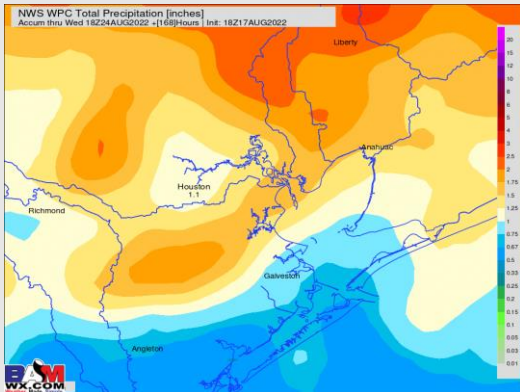 NWS WPC Total Precipitation [inches]
Accum thru Wed 18Z24AUG2022 +[168]Hours | Init: 18Z17AUG2022
Liberty
Anahuac
Houston
1.1
Richmond
Galveston
Angleton
BAM
WX.COM
20
15
12
10
8
6
5
4
3
2.5
2
1.75
1.5
1.25
1
0.75
0.67
0.5
0.33
0.25
0.2
0.15
0.1
0.05
0.03
0.01